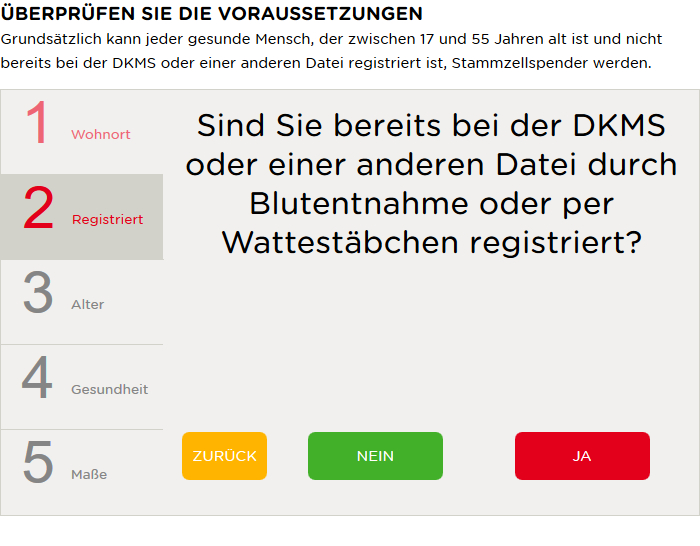 ÜBERPRÜFEN SIE DIE VORAUSSETZUNGEN
Grundsätzlich kann jeder gesunde Mensch, der zwischen 17 und 55 Jahren alt ist und nicht
bereits bei der DKMS oder einer anderen Datei registriert ist, Stammzellspender werden.
1 Wohnort
2 Registriert
3 Alter
4 Gesundheit
5 Maße
Sind Sie bereits bei der DKMS
oder einer anderen Datei durch
Blutentnahme oder per
Wattestäbchen registriert?
ZURÜCK
NEIN
JA